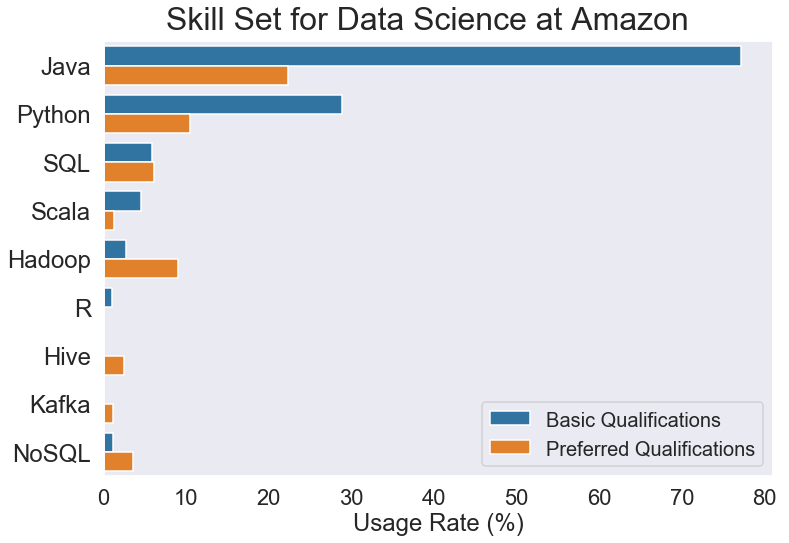 Skill Set for Data Science at Amazon
Java
Python
SQL
Scala
Hadoop
R
Hive
Kafka
NoSQL
Basic Qualifications
Preferred Qualifications
0 10 20 30 40 50 60 70 80
Usage Rate (%)